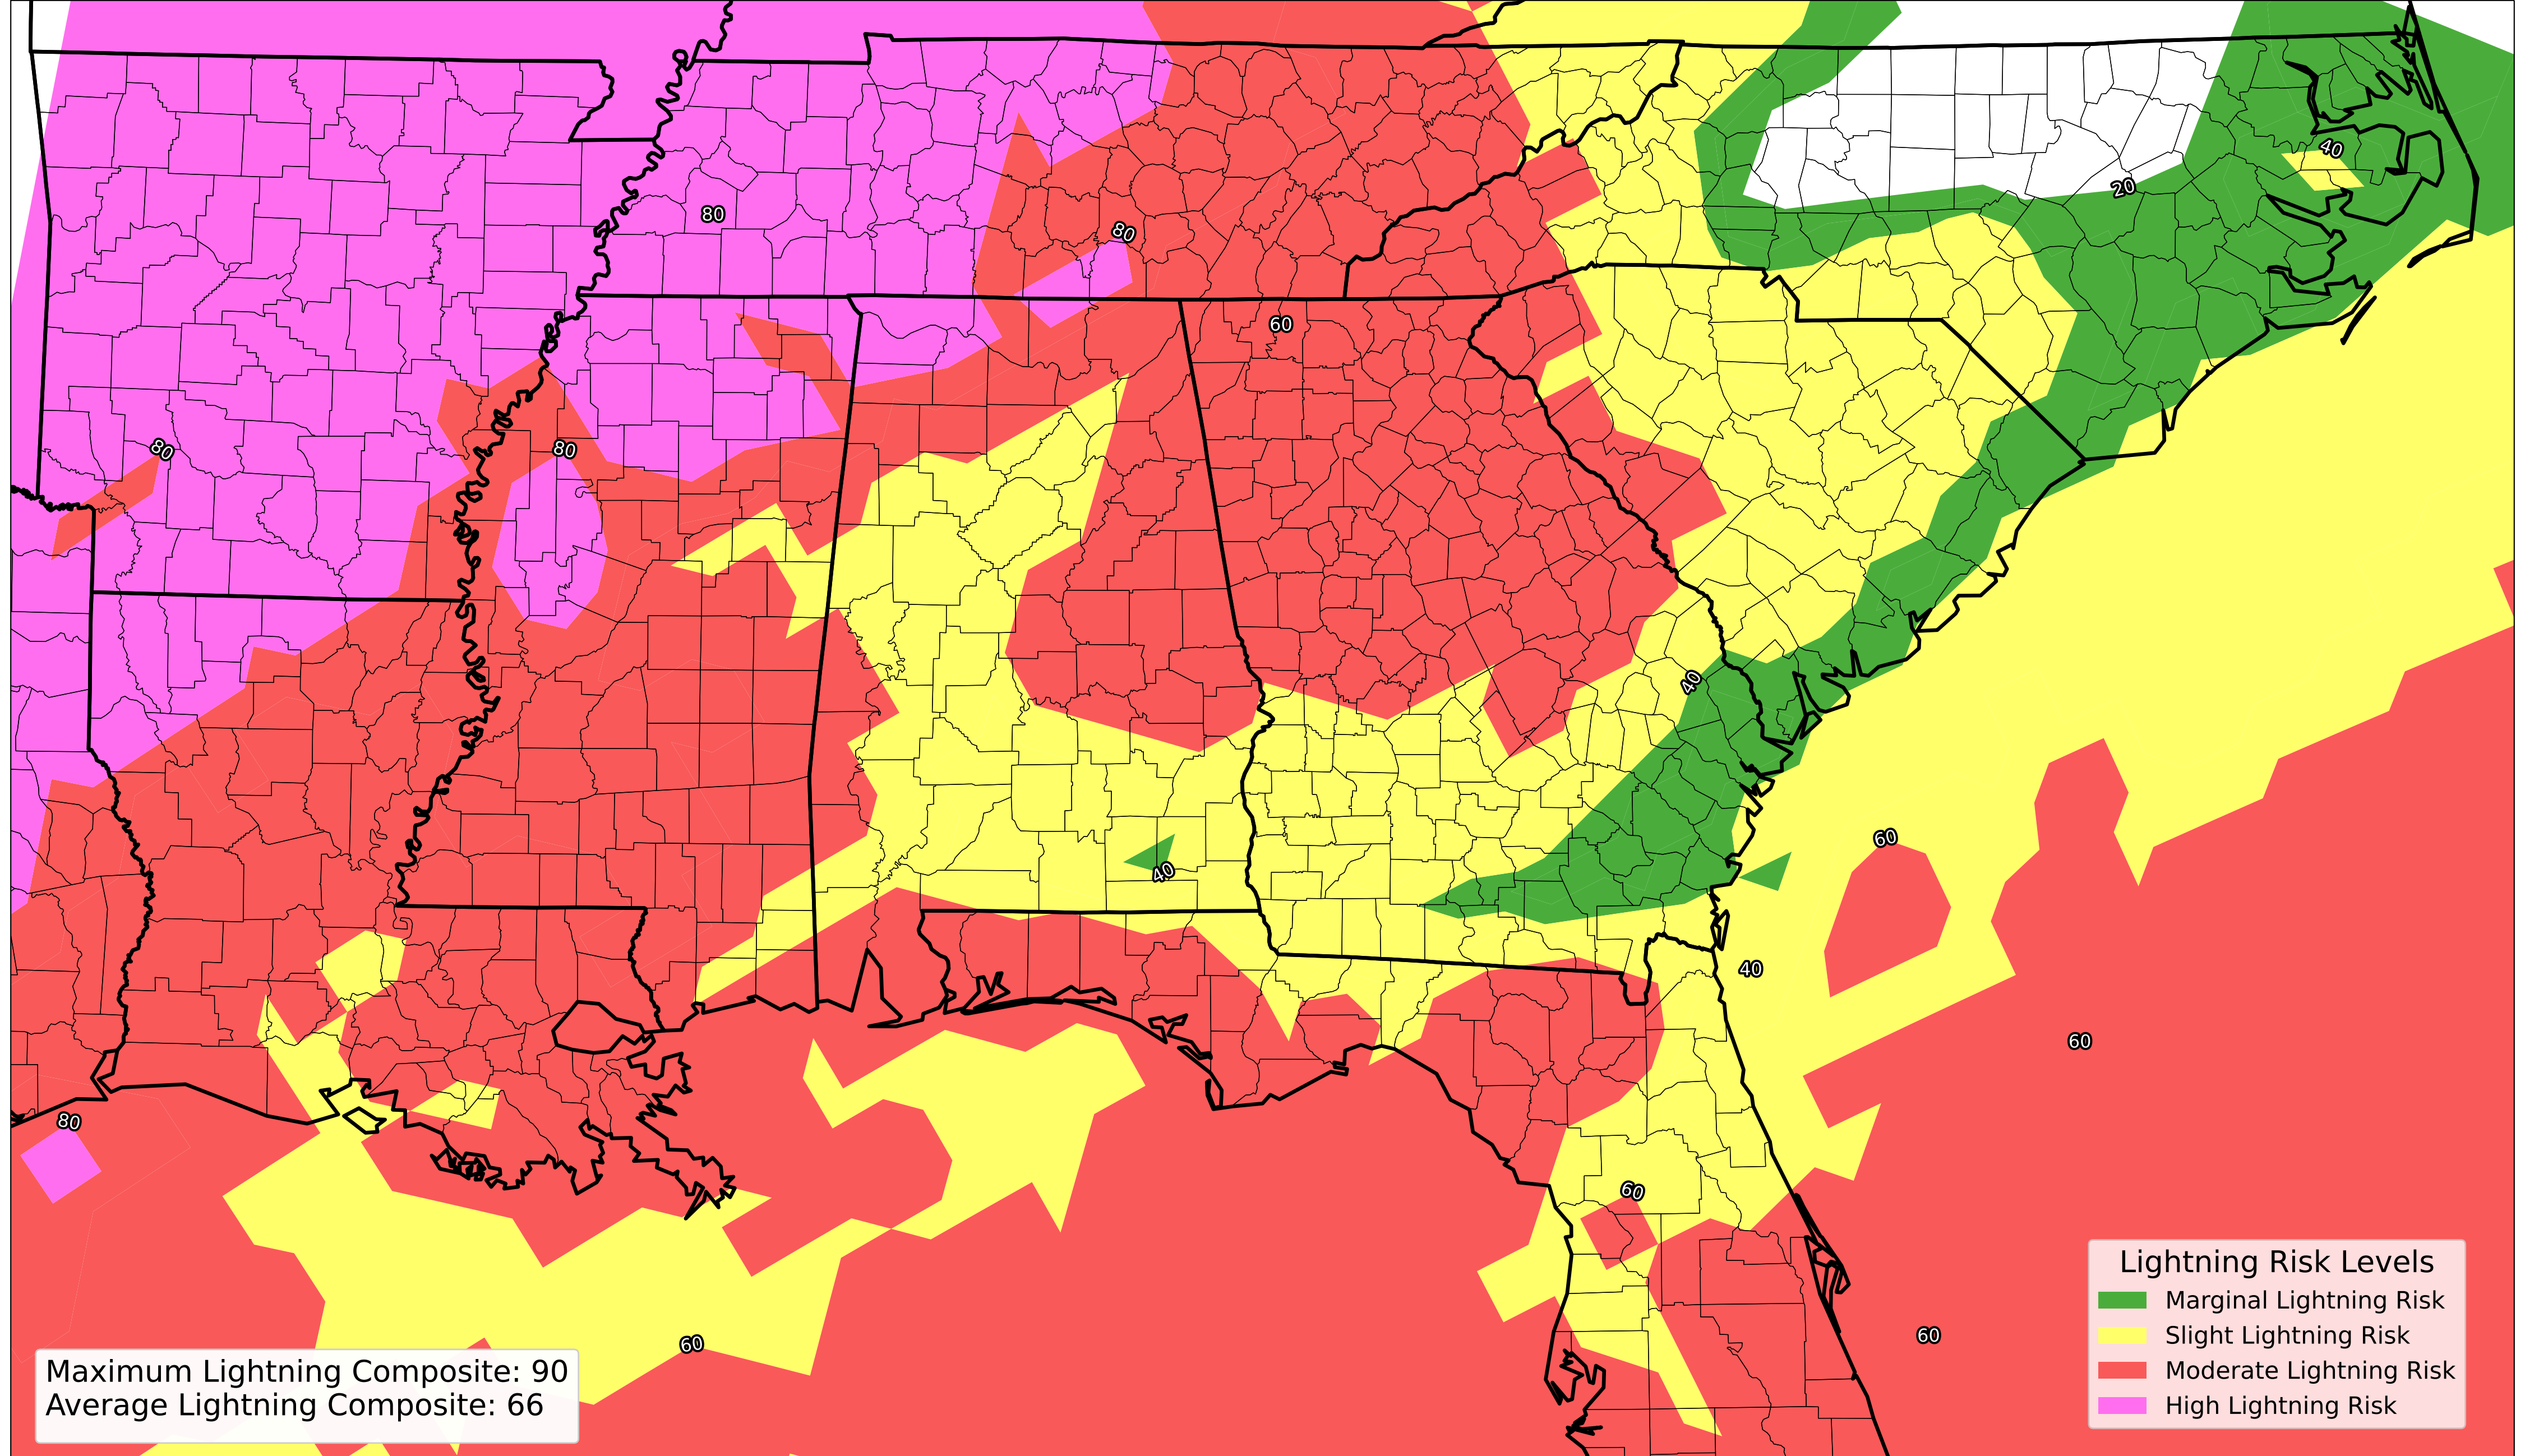 40
20
80
80
60
80
80
40
60
40
40
60
80
60
60
60
Lightning Risk Levels
Marginal Lightning Risk
Slight Lightning Risk
Moderate Lightning Risk
High Lightning Risk
Maximum Lightning Composite: 90
Average Lightning Composite: 66